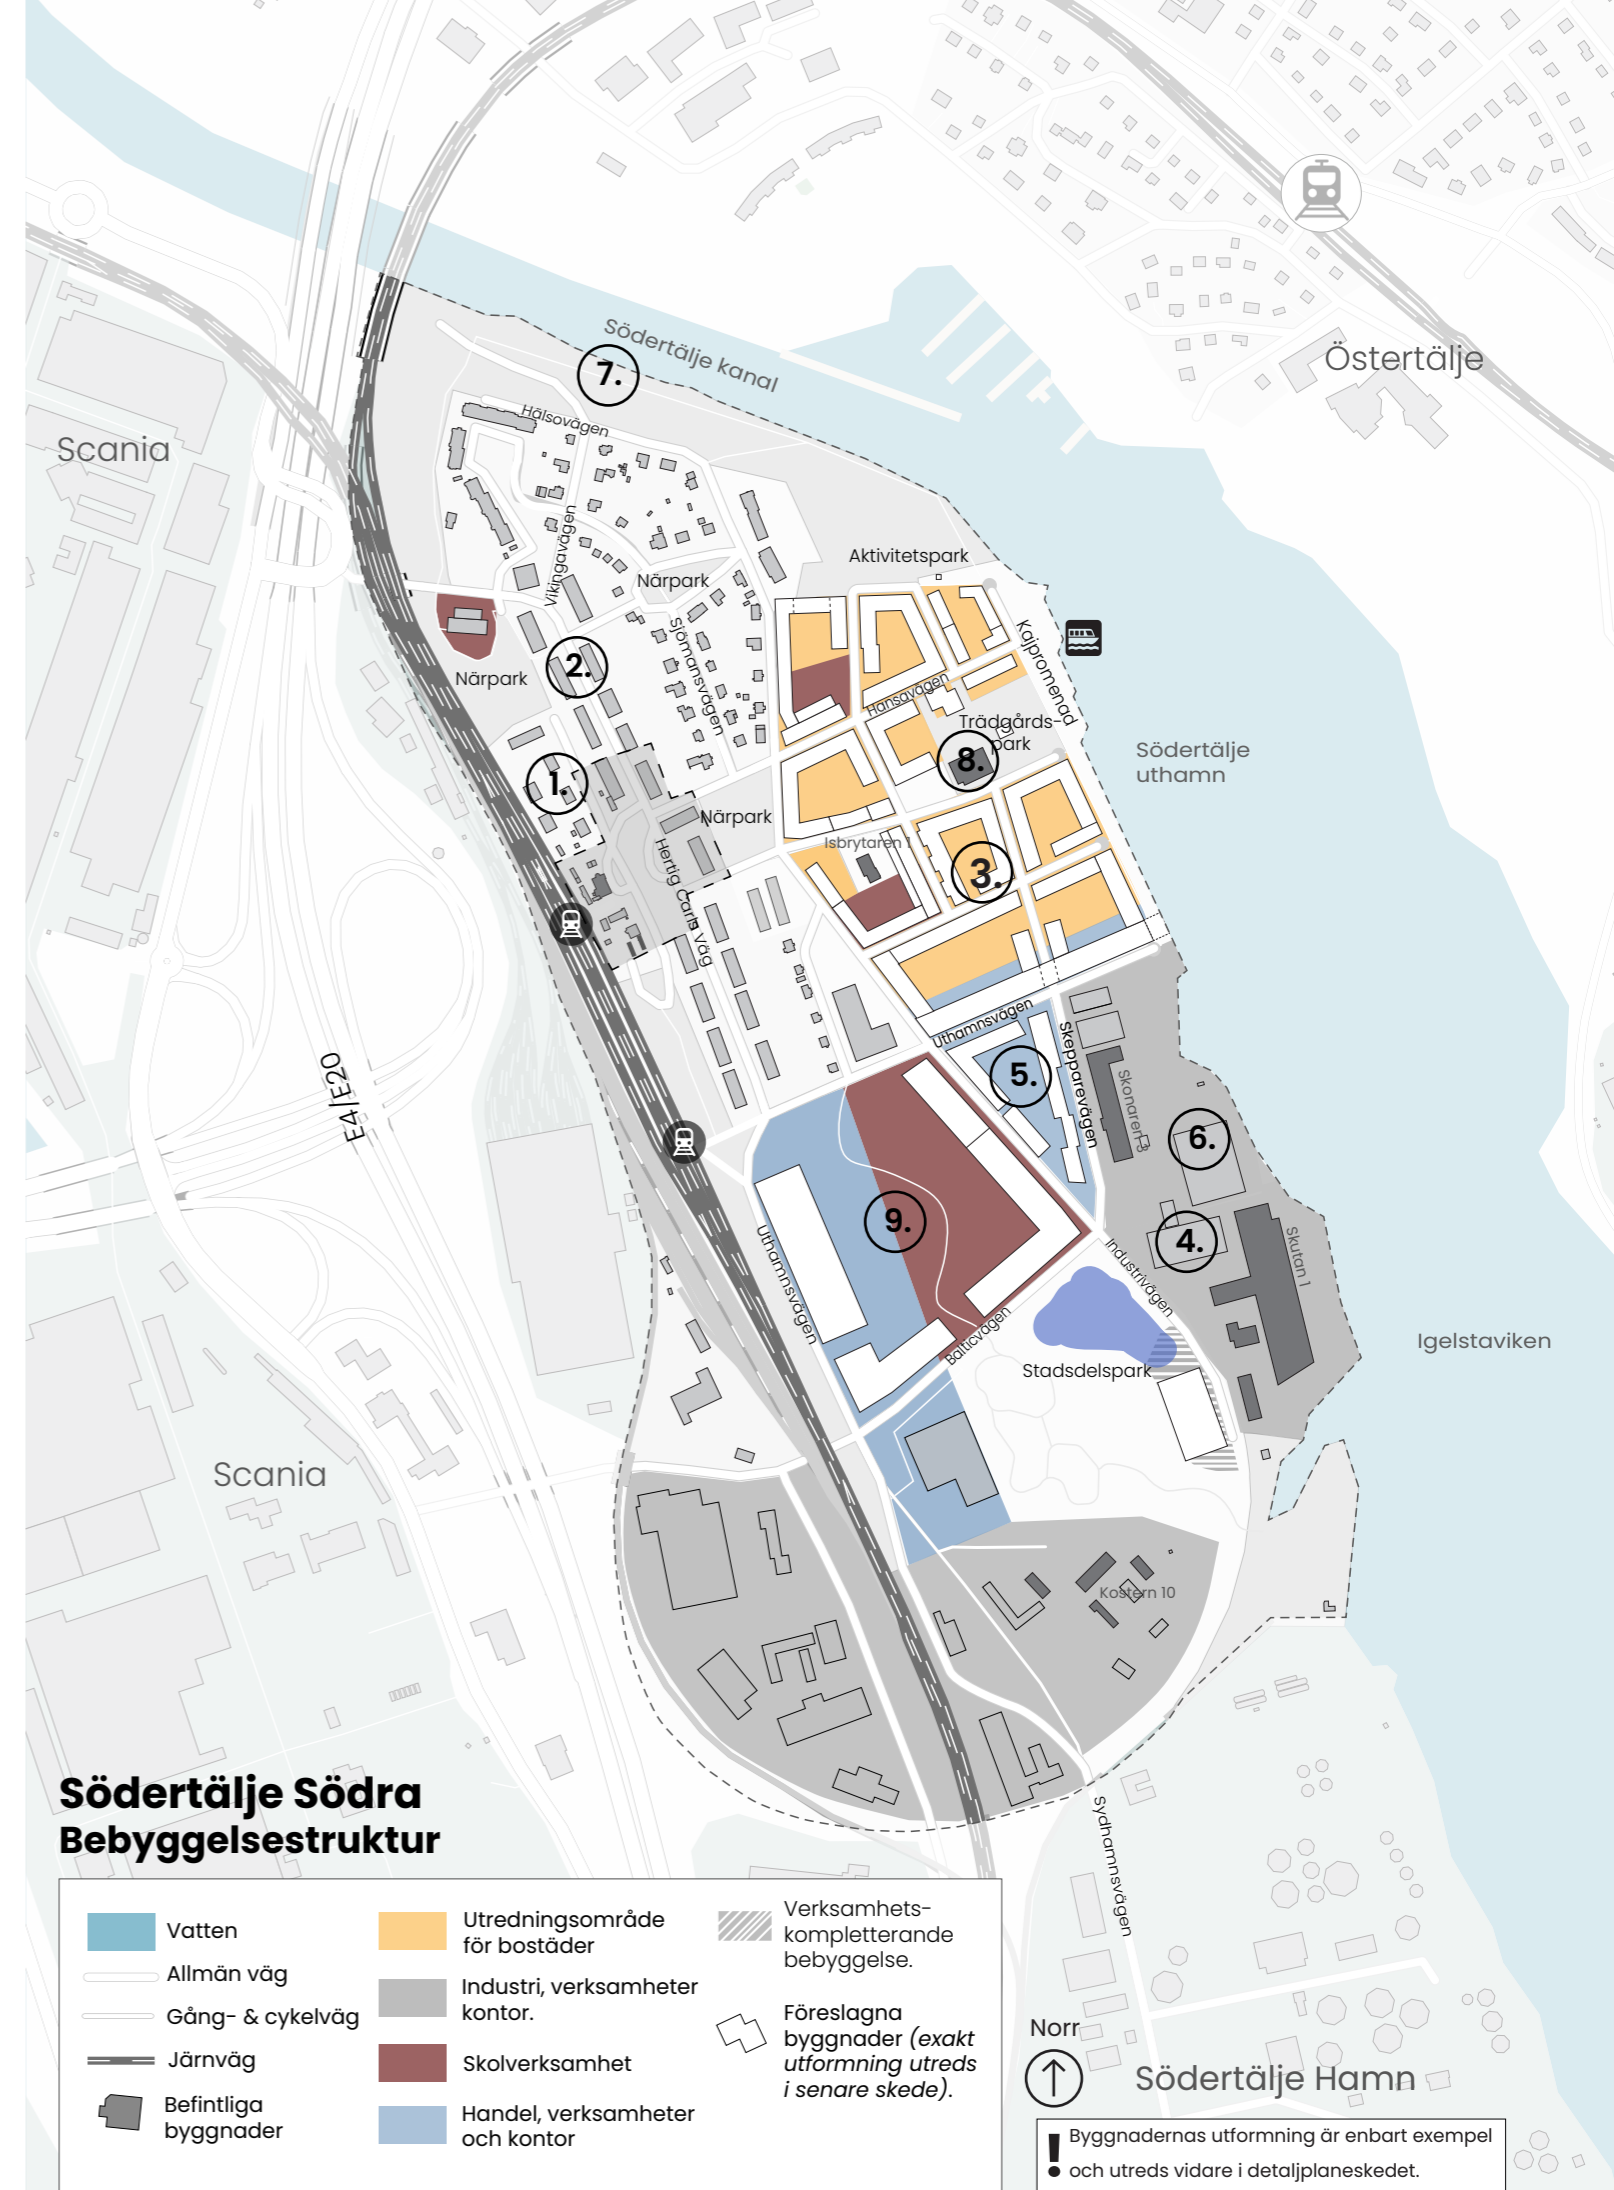 Södertälje kanal
7.
Östertälje
Scania
Hälsovägen
Vikingavägen
Aktivitetspark
Närpark
Sjömansvägen
Kajpromenad
Närpark
2.
Hansavägen
Trädgårds-
park
8.
Södertälje
uthamn
1.
Närpark
Isbrytaren 1
3.
Hertig Carls Väg
Uthamnsvägen
Skepparevägen
5.
Skonaren 3
6.
E4/E20
9.
4.
Uthamnsvägen
Industrivägen
Skutan 1
Balticvägen
Stadsdelspark
Igelstaviken
Scania
Kostern 10
Sydhamnsvägen
Södertälje Södra
Bebyggelsestruktur
Vatten
Allmän väg
Gång- & cykelväg
Järnväg
Befintliga
byggnader
Utredningsområde
för bostäder
Industri, verksamheter
kontor.
Skolverksamhet
Handel, verksamheter
och kontor
Verksamhets-
kompletterande
bebyggelse.
Föreslagna
byggnader (exakt
utformning utreds
i senare skede).
Norr
Södertälje Hamn
! Byggnadernas utformning är enbart exempel
och utreds vidare i detaljplaneskedet.